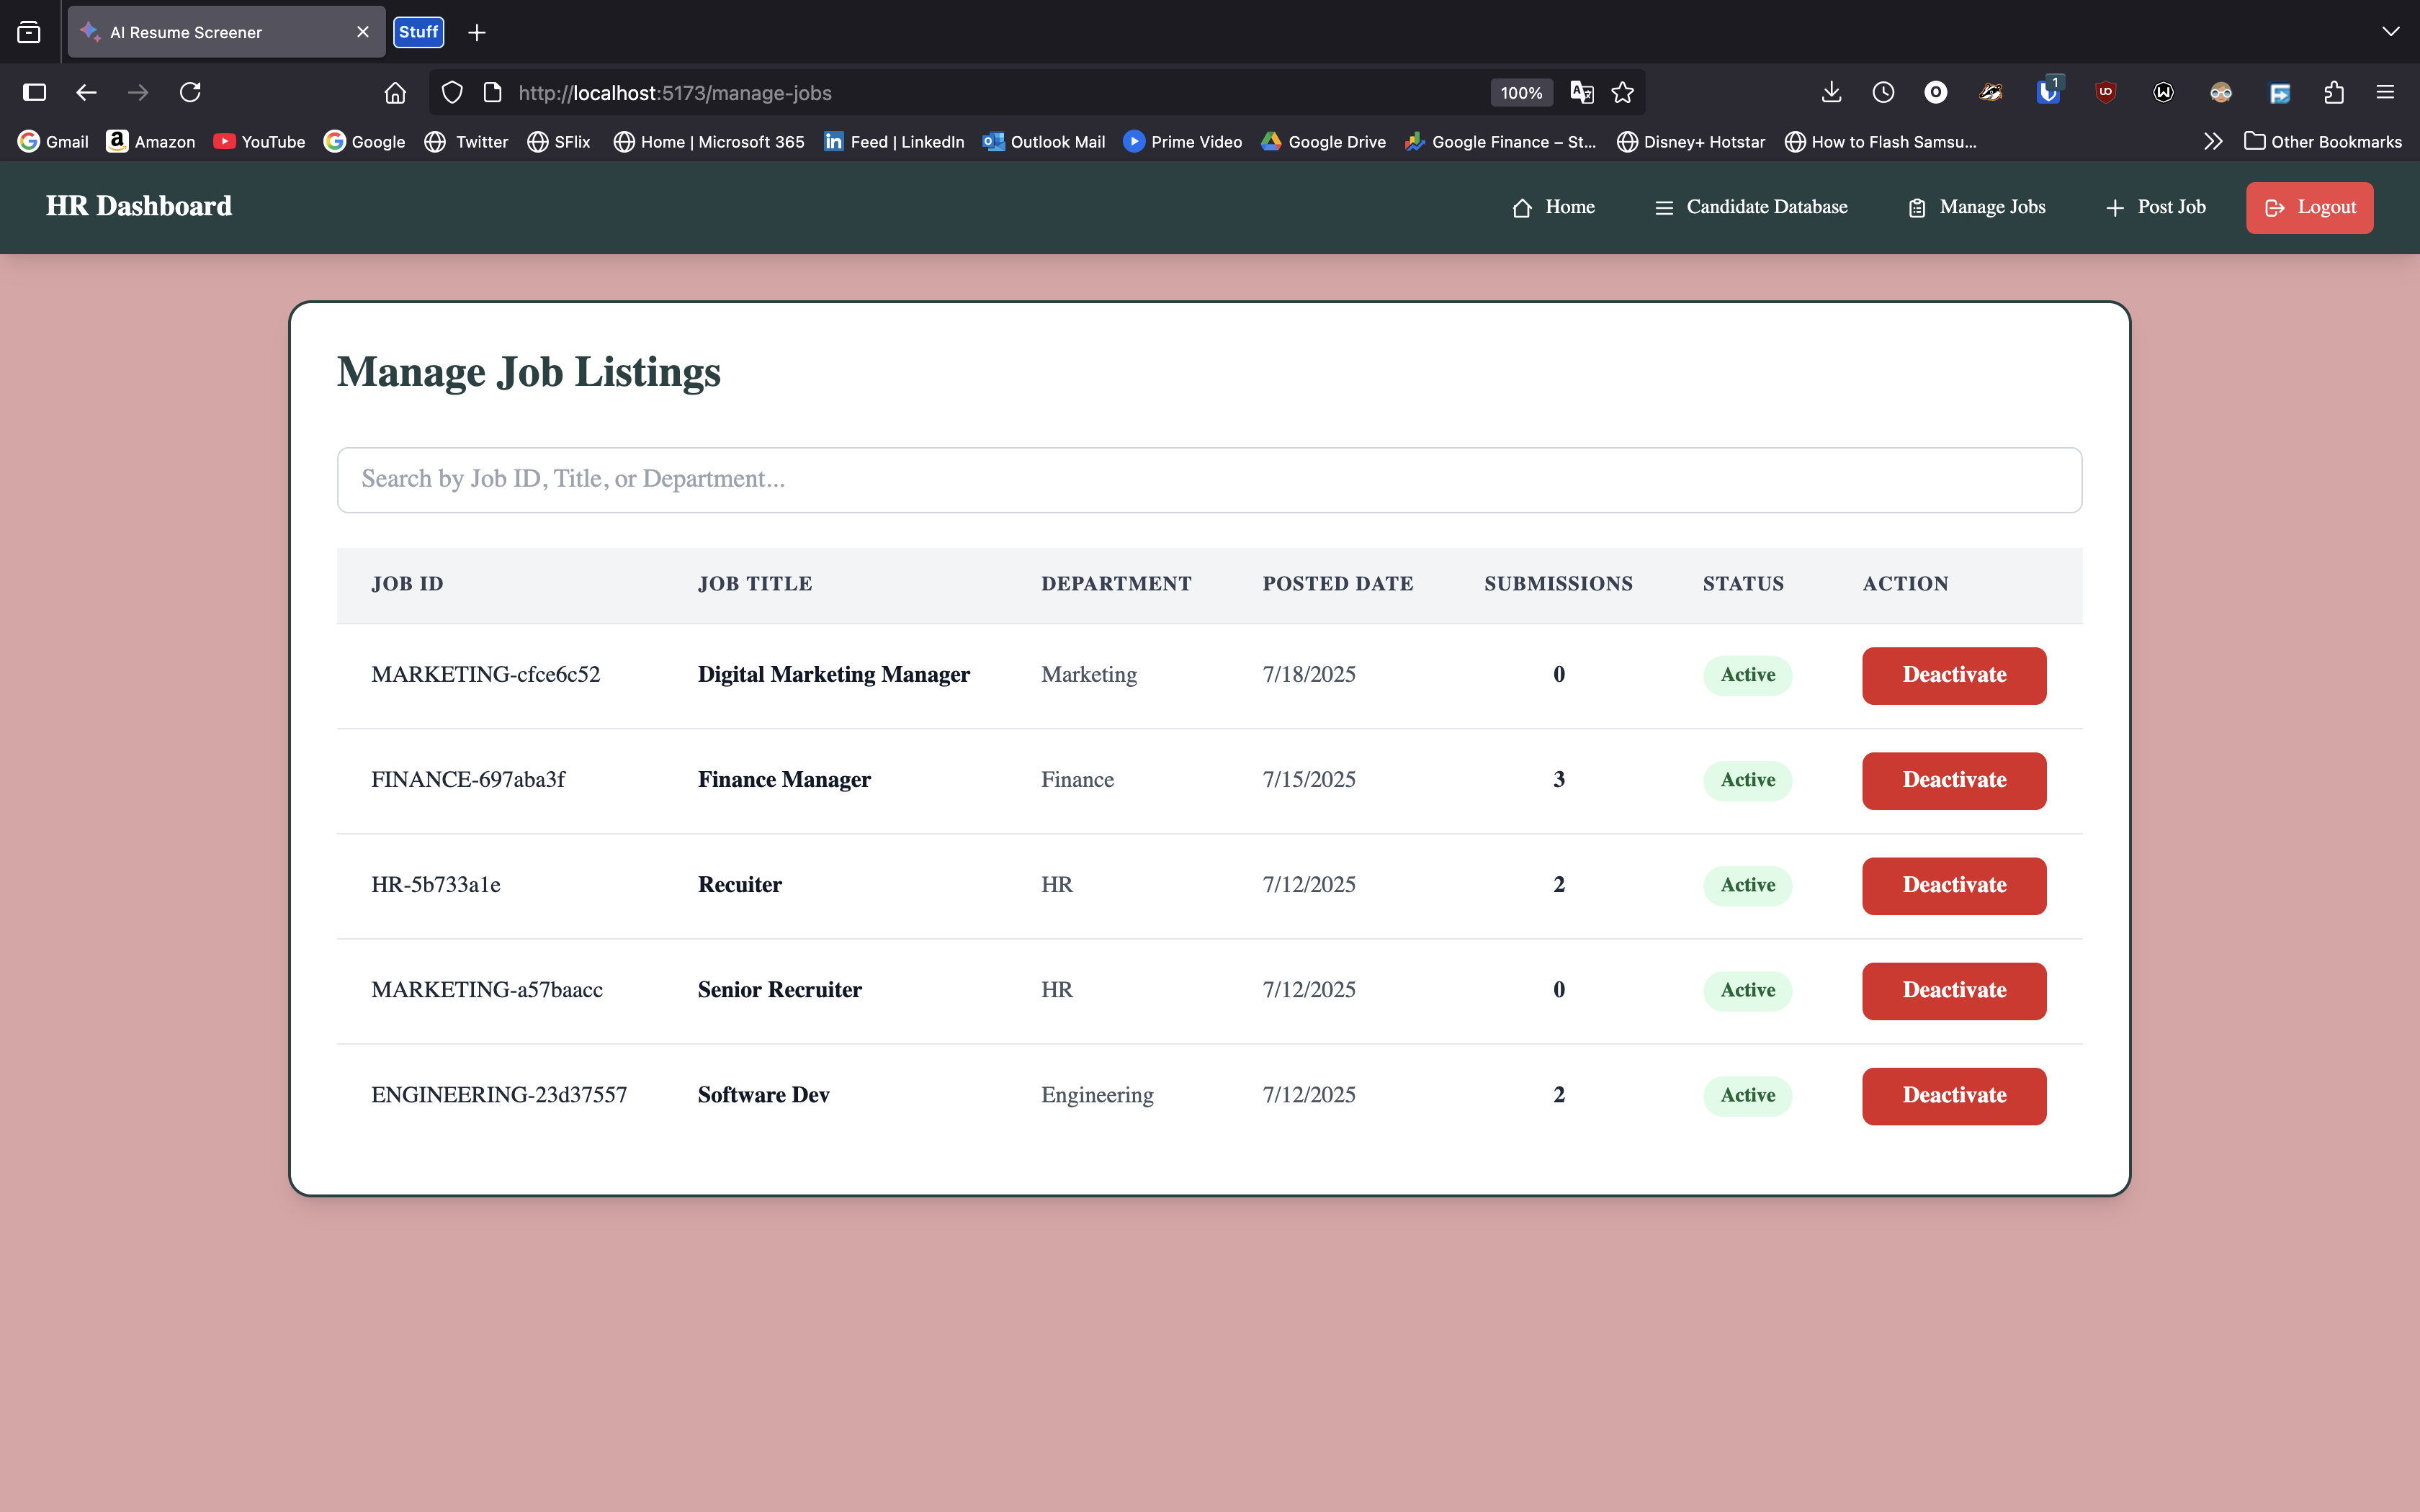 AI Resume Screener Stuff
http://localhost:5173/manage-jobs 100% 1
Gmail Amazon YouTube Google Twitter SFlix Home | Microsoft 365 Feed | LinkedIn Outlook Mail Prime Video Google Drive Google Finance – St... Disney+ Hotstar How to Flash Samsu... Other Bookmarks
HR Dashboard Home Candidate Database Manage Jobs Post Job Logout
Manage Job Listings
Search by Job ID, Title, or Department...
JOB ID JOB TITLE DEPARTMENT POSTED DATE SUBMISSIONS STATUS ACTION
MARKETING-cfce6c52 Digital Marketing Manager Marketing 7/18/2025 0 Active Deactivate
FINANCE-697aba3f Finance Manager Finance 7/15/2025 3 Active Deactivate
HR-5b733a1e Recuiter HR 7/12/2025 2 Active Deactivate
MARKETING-a57baacc Senior Recruiter HR 7/12/2025 0 Active Deactivate
ENGINEERING-23d37557 Software Dev Engineering 7/12/2025 2 Active Deactivate